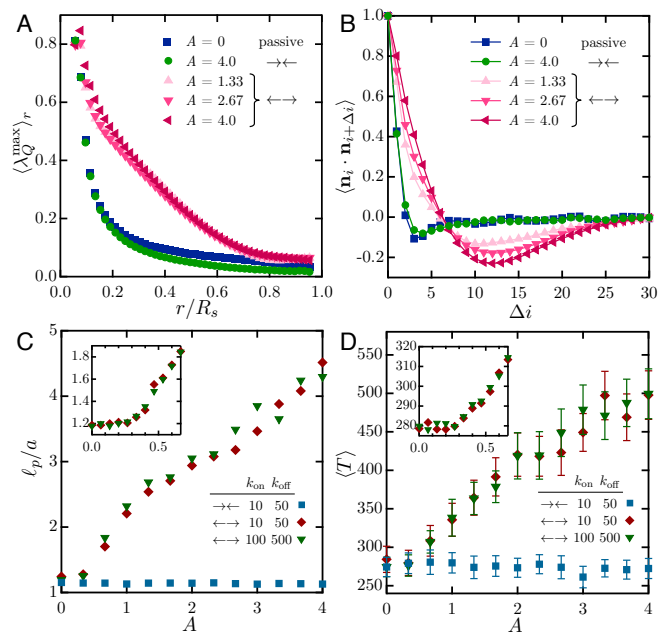 A
⟨λ_Q^max⟩_r
0.8
0.6
0.4
0.2
0.0
0.0 0.2 0.4 0.6 0.8 1.0
r/R_s
A = 0 passive
A = 4.0 →←
A = 1.33
A = 2.67 ←→
A = 4.0
B
⟨n_i · n_{i+Δi}⟩
1.0
0.8
0.6
0.4
0.2
0.0
-0.2
0 5 10 15 20 25 30
Δi
A = 0 passive
A = 4.0 →←
A = 1.33
A = 2.67 ←→
A = 4.0
C
ℓ_p/a
5
4
3
2
1
0 1 2 3 4
A
1.8
1.6
1.4
1.2
0.0 0.5
k_on k_off
→← 10 50
←→ 10 50
←→ 100 500
D
⟨T⟩
550
500
450
400
350
300
250
0 1 2 3 4
A
320
310
300
290
280
0.0 0.5
k_on k_off
→← 10 50
←→ 10 50
←→ 100 500